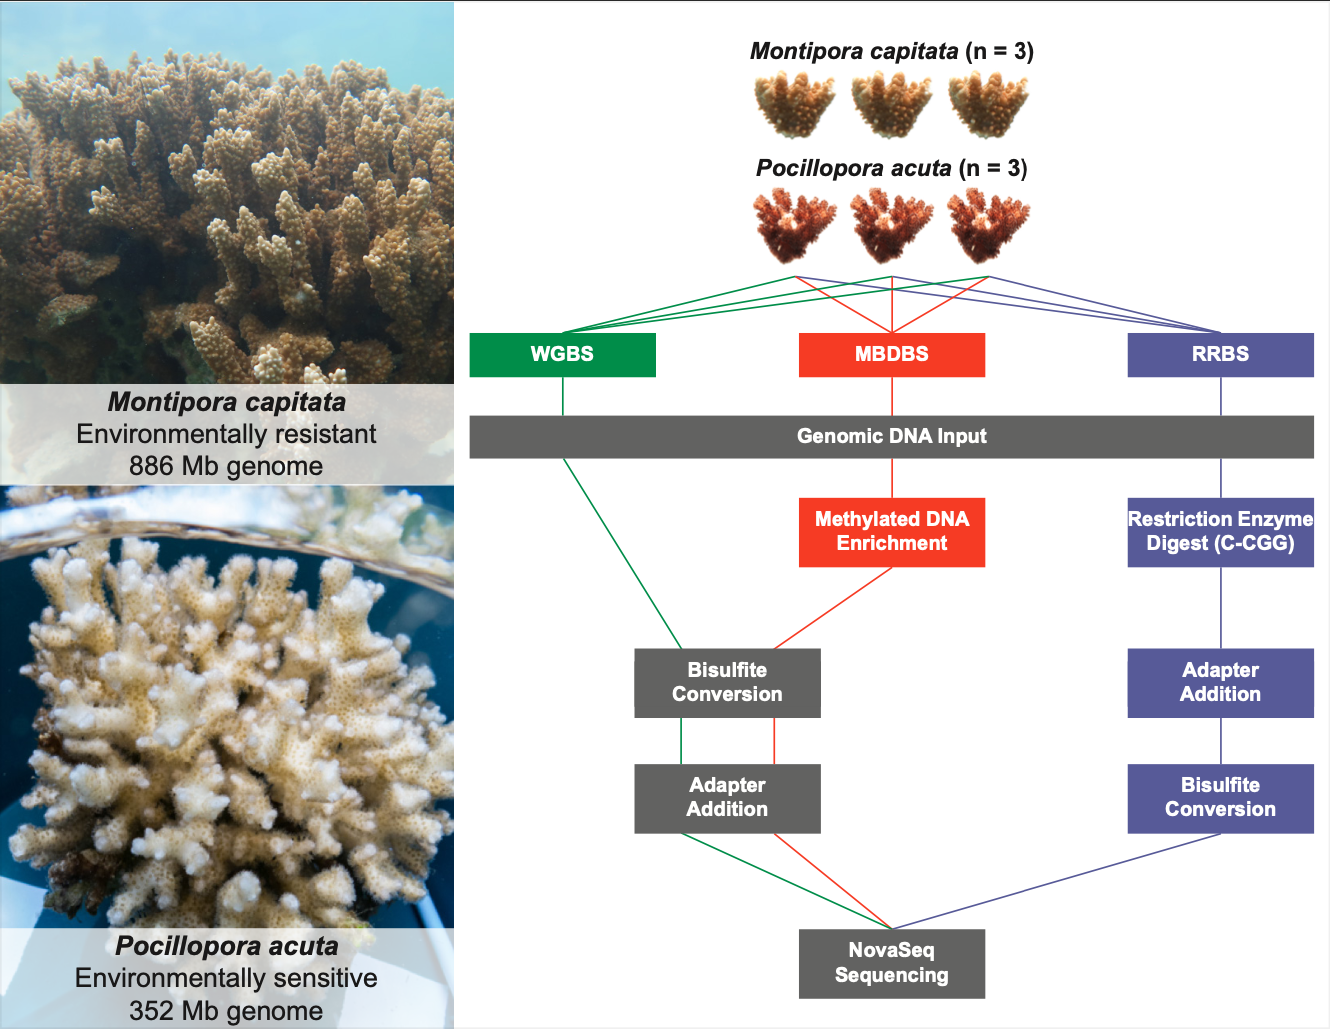 Montipora capitata
Environmentally resistant
886 Mb genome
Pocillopora acuta
Environmentally sensitive
352 Mb genome
Montipora capitata (n = 3)
Pocillopora acuta (n = 3)
WGBS
MBDBS
RRBS
Genomic DNA Input
Methylated DNA
Enrichment
Restriction Enzyme
Digest (C-CGG)
Bisulfite
Conversion
Adapter
Addition
Adapter
Addition
Bisulfite
Conversion
NovaSeq
Sequencing